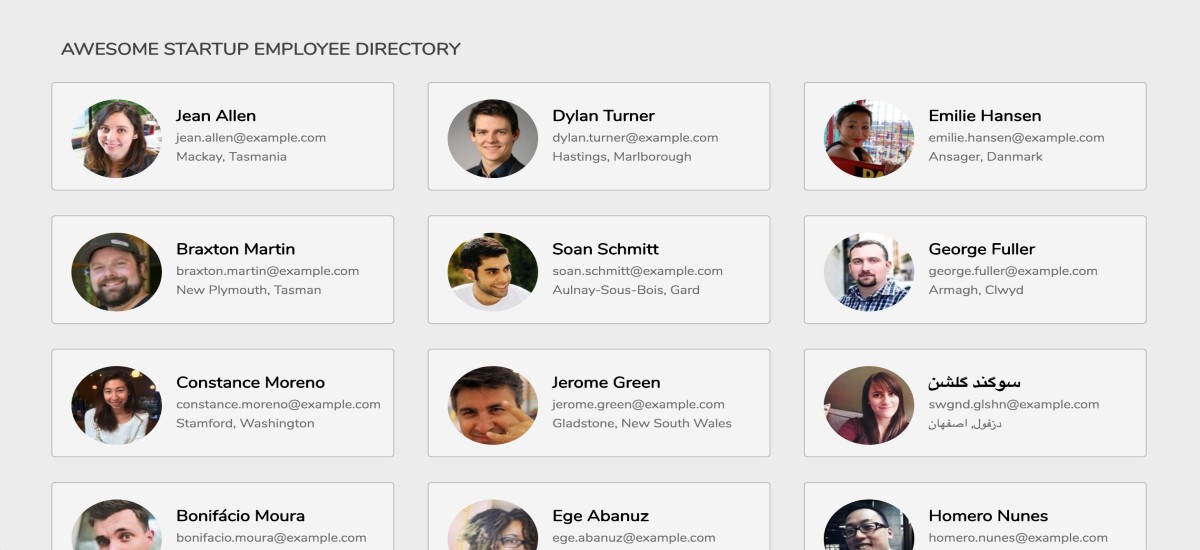 AWESOME STARTUP EMPLOYEE DIRECTORY
Jean Allen
jean.allen@example.com
Mackay, Tasmania
Dylan Turner
dylan.turner@example.com
Hastings, Marlborough
Emilie Hansen
emilie.hansen@example.com
Ansager, Danmark
Braxton Martin
braxton.martin@example.com
New Plymouth, Tasman
Soan Schmitt
soan.schmitt@example.com
Aulnay-Sous-Bois, Gard
George Fuller
george.fuller@example.com
Armagh, Clwyd
Constance Moreno
constance.moreno@example.com
Stamford, Washington
Jerome Green
jerome.green@example.com
Gladstone, New South Wales
سوگند گلشن
swgnd.glshn@example.com
دزفول, اصفهان
Bonifácio Moura
bonifacio.moura@example.com
Ege Abanuz
ege.abanuz@example.com
Homero Nunes
homero.nunes@example.com